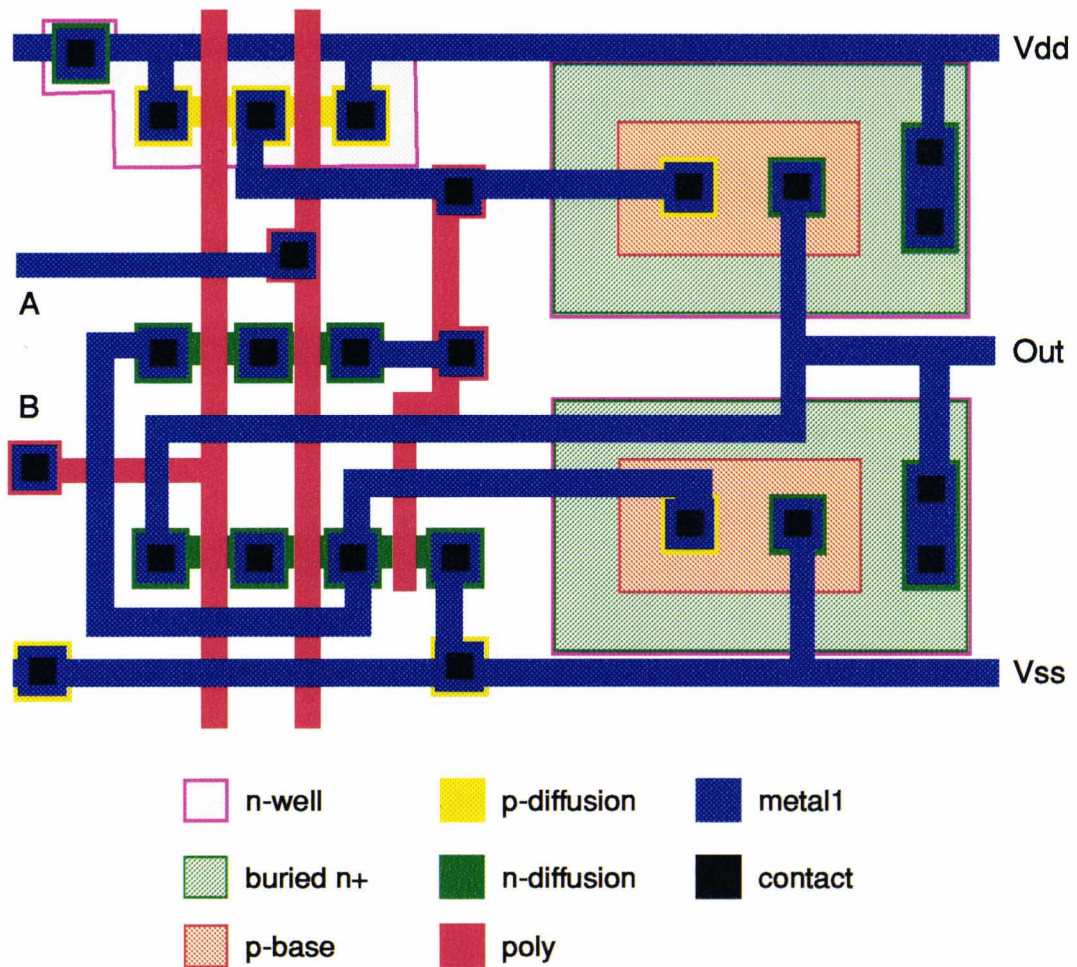 Vdd
A
Out
B
Vss
n-well
p-diffusion
metal1
buried n+
n-diffusion
contact
p-base
poly